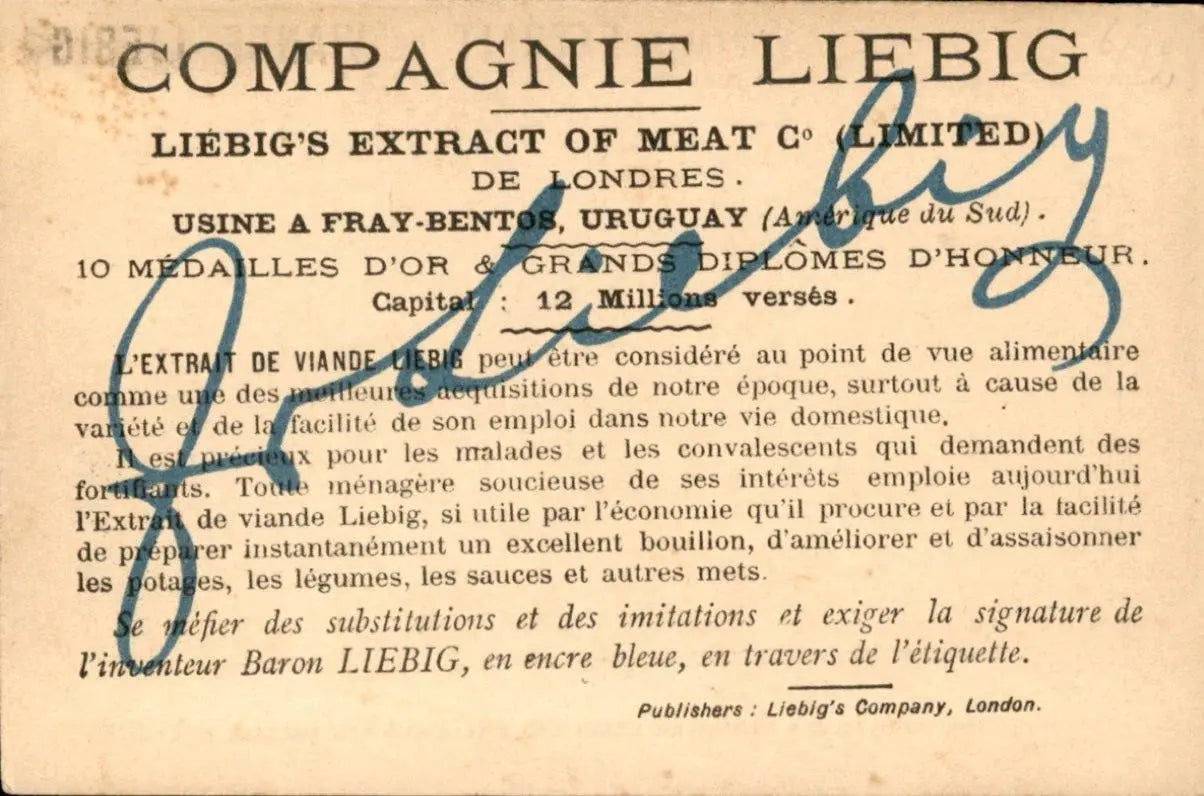 COMPAGNIE LIEBIG
LIEBIG'S EXTRACT OF MEAT Cº (LIMITED)
DE LONDRES.
USINE A FRAY-BENTOS, URUGUAY (Amérique du Sud).
10 MÉDAILLES D'OR & GRANDS DIPLÔMES D'HONNEUR.
Capital : 12 Millions versés.
L'EXTRAIT DE VIANDE LIEBIG peut être considéré au point de vue alimentaire
comme une des meilleures acquisitions de notre époque, surtout à cause de la
variété et de la facilité de son emploi dans notre vie domestique.
Il est précieux pour les malades et les convalescents qui demandent des
fortifiants. Toute ménagère soucieuse de ses intérêts emploie aujourd'hui
l'Extrait de viande Liebig, si utile par l'économie qu'il procure et par la facilité
de préparer instantanément un excellent bouillon, d'améliorer et d'assaisonner
les potages, les légumes, les sauces et autres mets.
Se méfier des substitutions et des imitations et exiger la signature de
l'inventeur Baron LIEBIG, en encre bleue, en travers de l'étiquette.
Publishers : Liebig's Company, London.
J v Liebig